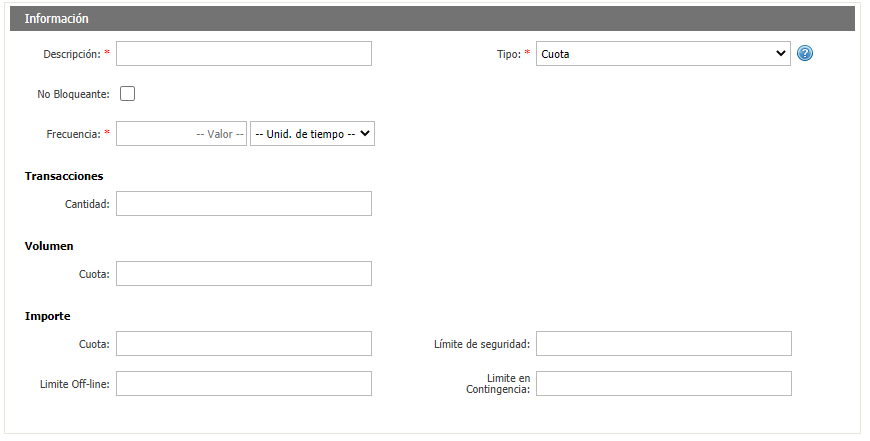 Información
Descripción: *
Tipo: * Cuota
No Bloqueante:
Frecuencia: * -- Valor -- -- Unid. de tiempo --
Transacciones
Cantidad:
Volumen
Cuota:
Importe
Cuota:
Límite de seguridad:
Limite Off-line:
Limite en
Contingencia: